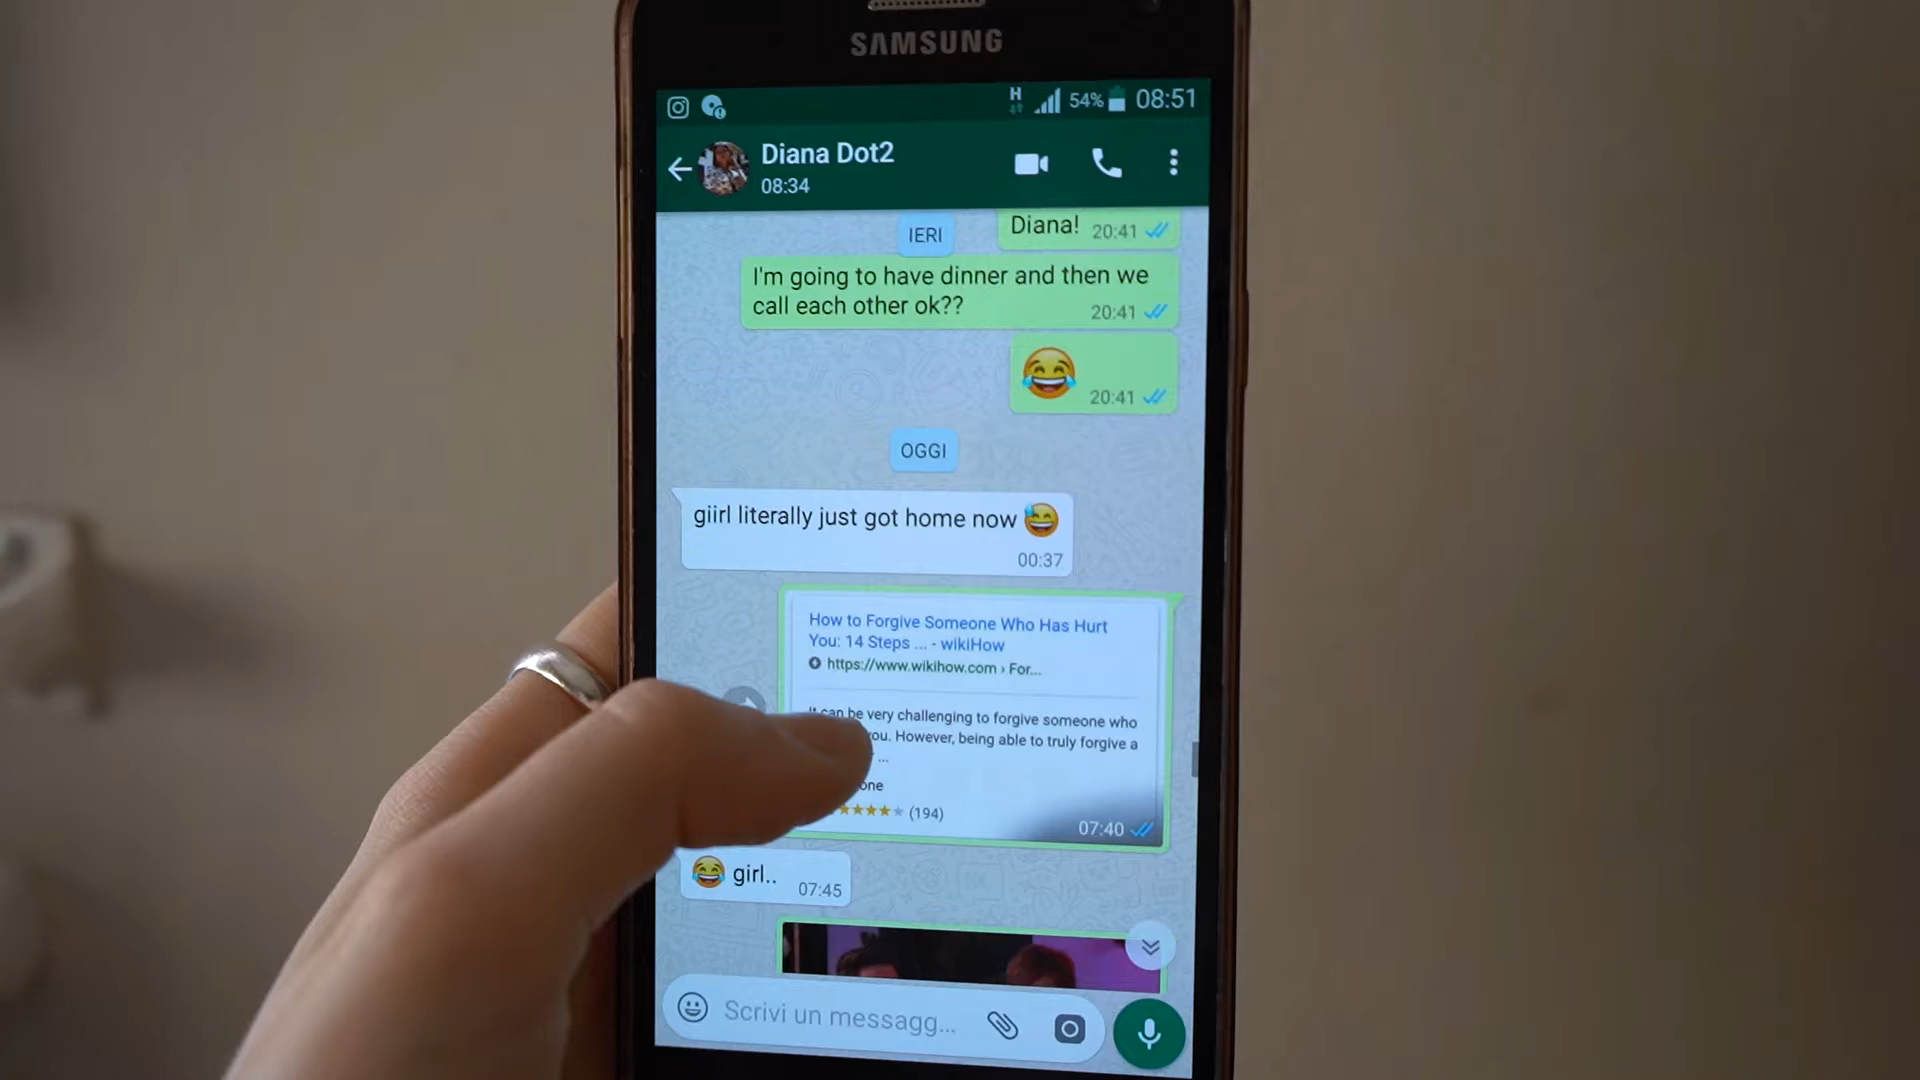 SAMSUNG
H 54% 08:51
Diana Dot2
08:34
Diana! 20:41
IERI
I'm going to have dinner and then we
call each other ok?? 20:41
20:41
OGGI
giirl literally just got home now
00:37
How to Forgive Someone Who Has Hurt
You: 14 Steps ... - wikiHow
https://www.wikihow.com › For...
It can be very challenging to forgive someone who
you. However, being able to truly forgive a
...
(194)
07:40
girl.. 07:45
Scrivi un messagg...